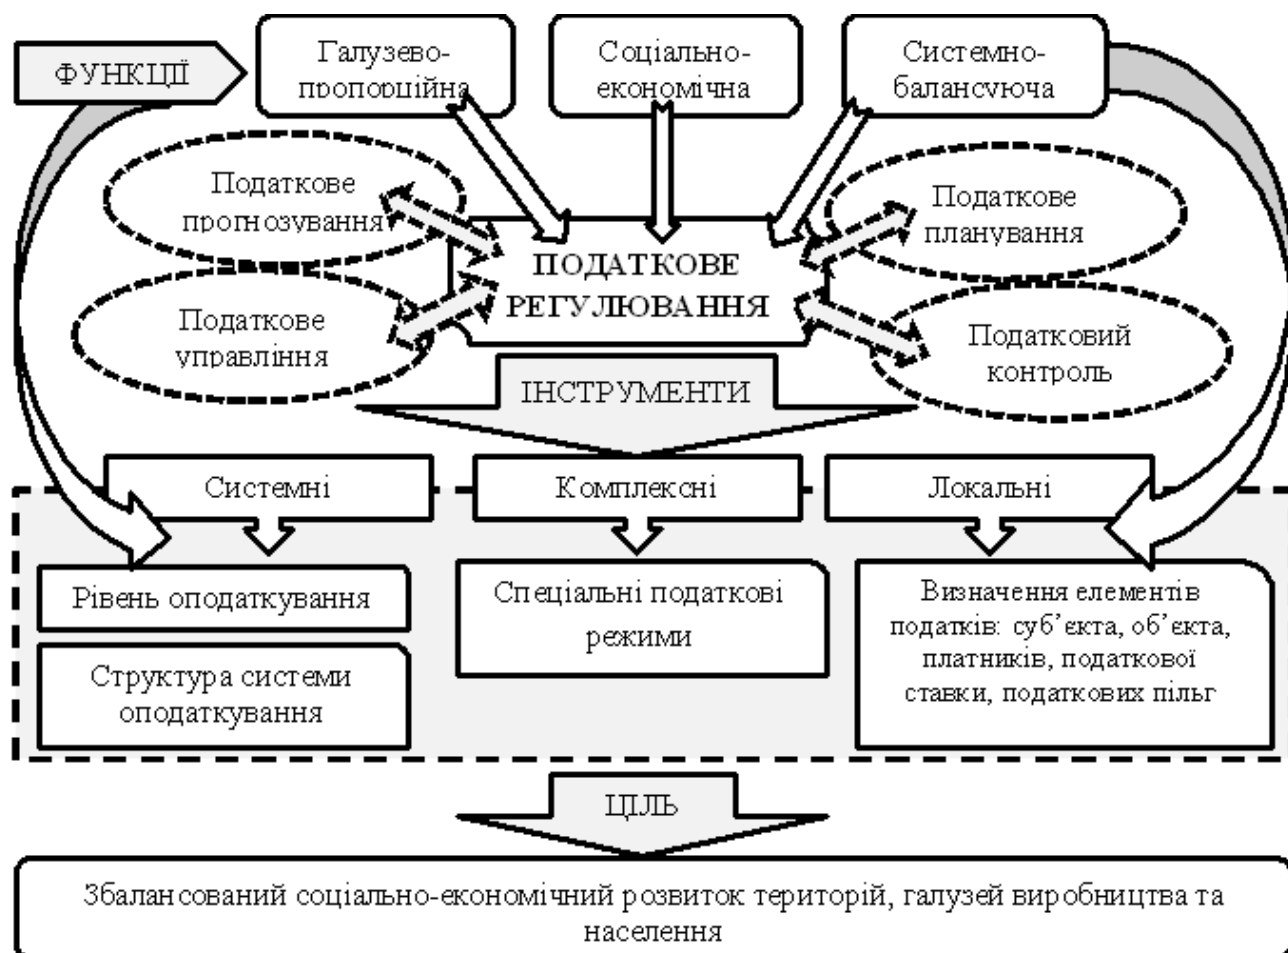 ФУНКЦІЇ
Галузево-
пропорційна
Соціально-
економічна
Системно-
балансуюча
Податкове
прогнозування
Податкове
планування
ПОДАТКОВЕ
РЕГУЛЮВАННЯ
Податкове
управління
Податковий
контроль
ІНСТРУМЕНТИ
Системні
Комплексні
Локальні
Рівень оподаткування
Структура системи
оподаткування
Спеціальні податкові
режими
Визначення елементів
податків: суб’єкта, об’єкта,
платників, податкової
ставки, податкових пільг
ЦІЛЬ
Збалансований соціально-економічний розвиток територій, галузей виробництва та
населення